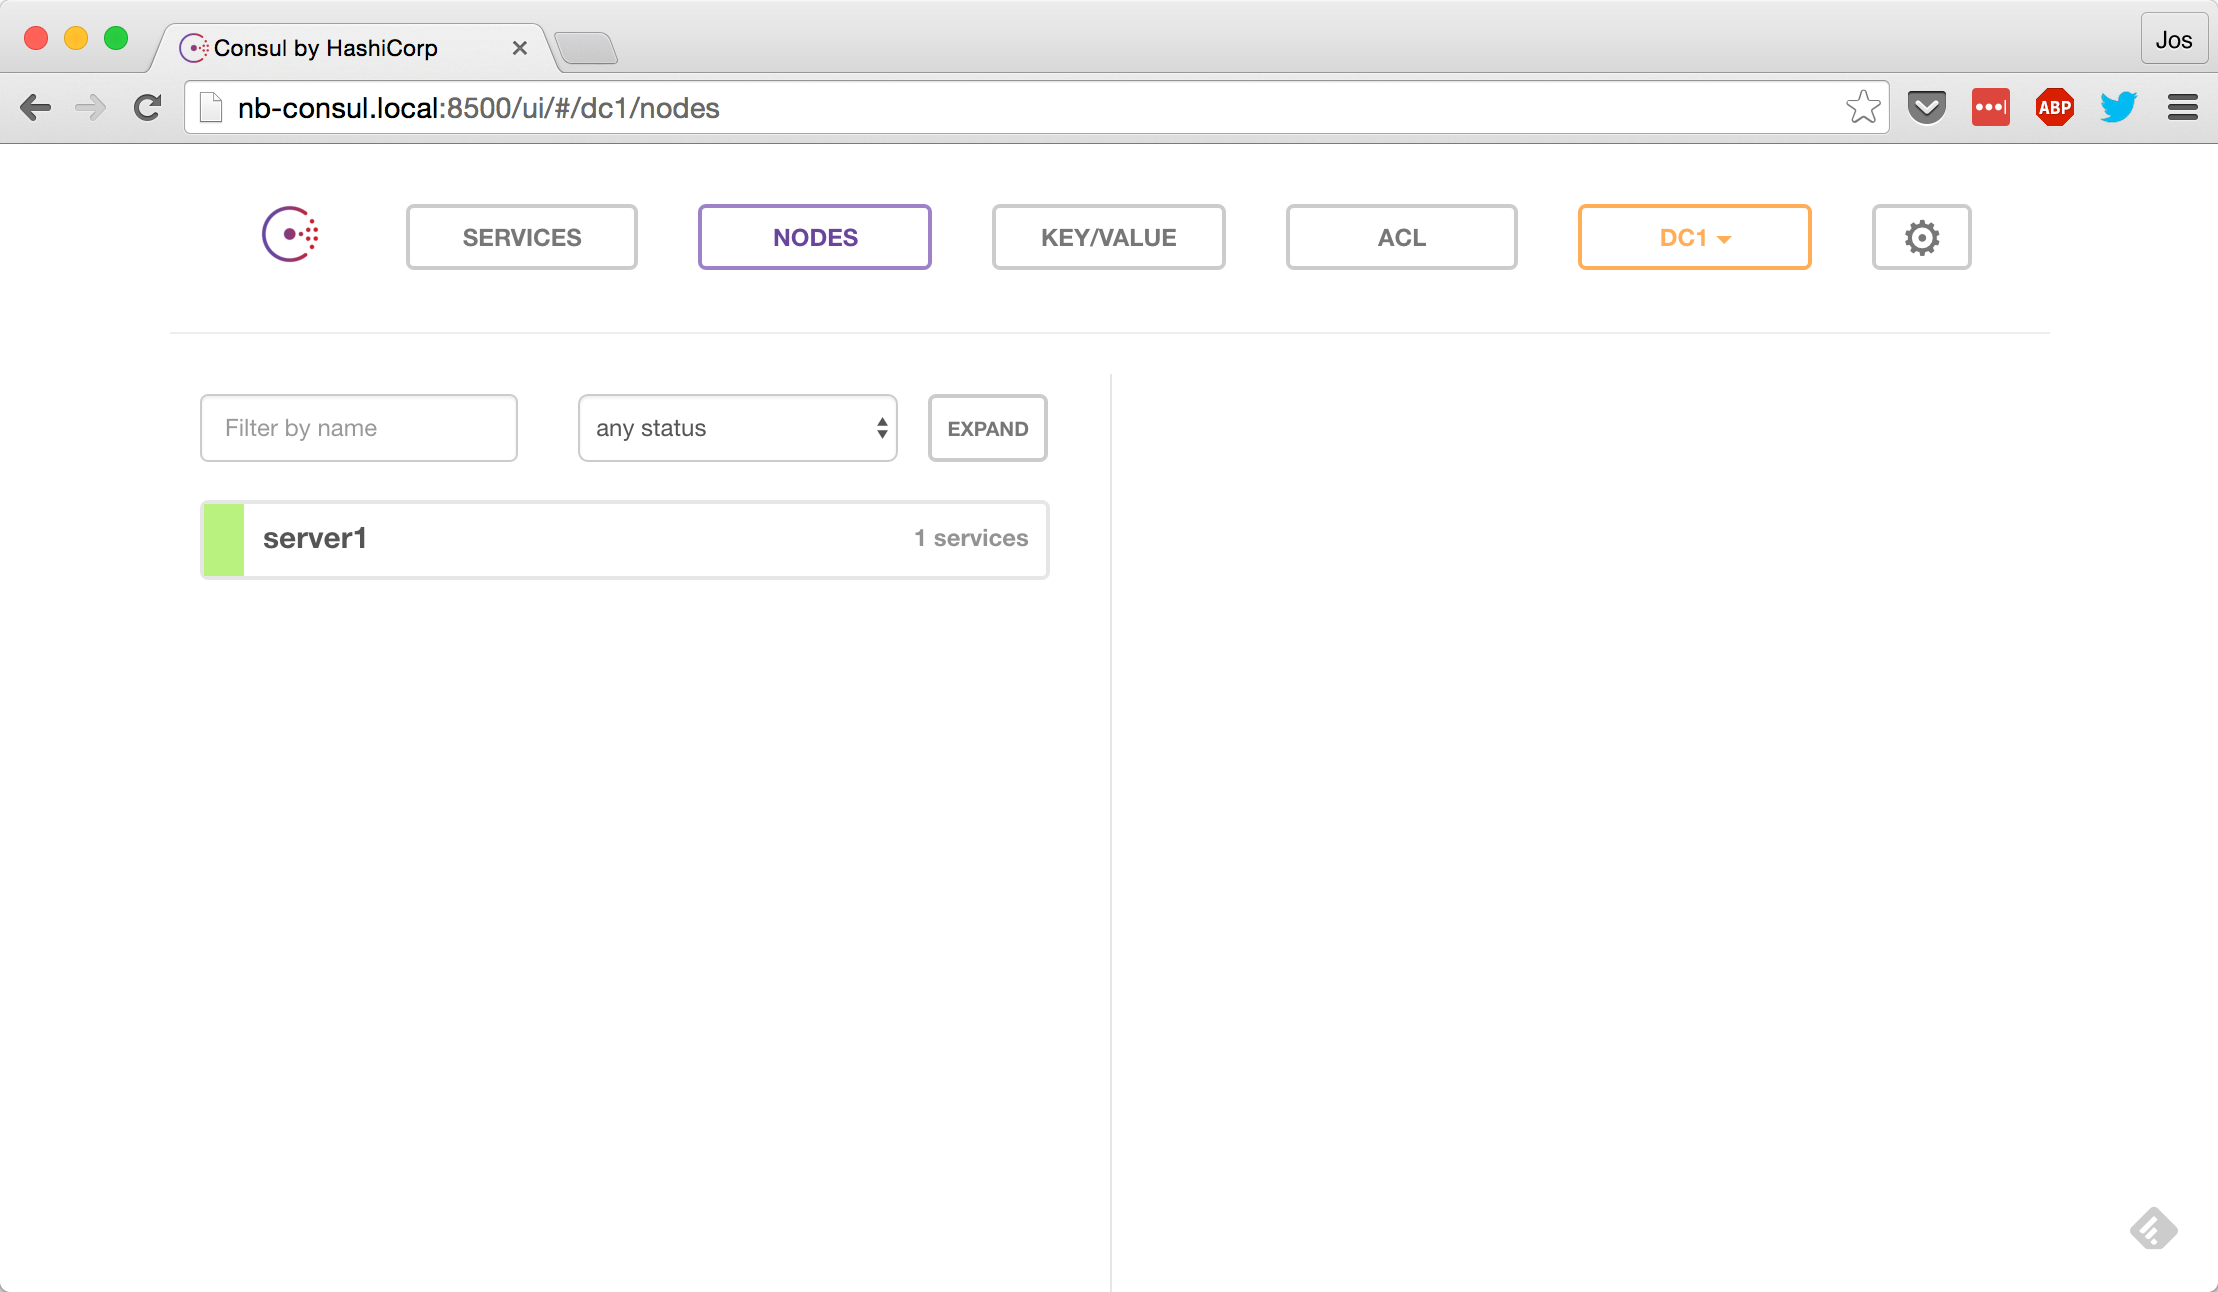 Consul by HashiCorp
Jos
nb-consul.local:8500/ui/#/dc1/nodes
ABP
SERVICES
NODES
KEY/VALUE
ACL
DC1
Filter by name
any status
EXPAND
server1
1 services